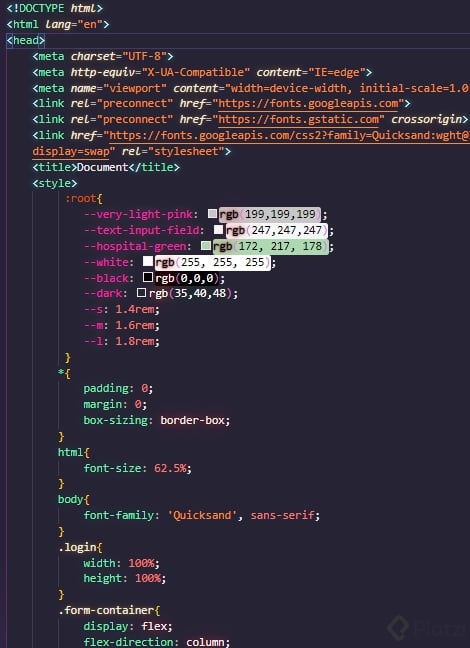 <!DOCTYPE html>
<html lang="en">
<head>
<meta charset="UTF-8">
<meta http-equiv="X-UA-Compatible" content="IE=edge">
<meta name="viewport" content="width=device-width, initial-scale=1.0
<link rel="preconnect" href="https://fonts.googleapis.com">
<link rel="preconnect" href="https://fonts.gstatic.com" crossorigin>
<link href="https://fonts.googleapis.com/css2?family=Quicksand:wght@
display=swap" rel="stylesheet">
<title>Document</title>
<style>
:root{
--very-light-pink: rgb(199,199,199);
--text-input-field: rgb(247,247,247);
--hospital-green: rgb(172, 217, 178);
--white: rgb(255, 255, 255);
--black: rgb(0,0,0);
--dark: rgb(35,40,48);
--s: 1.4rem;
--m: 1.6rem;
--l: 1.8rem;
}
*{
padding: 0;
margin: 0;
box-sizing: border-box;
}
html{
font-size: 62.5%;
}
body{
font-family: 'Quicksand', sans-serif;
}
.login{
width: 100%;
height: 100%;
}
.form-container{
display: flex;
flex-direction: column;
Platzi